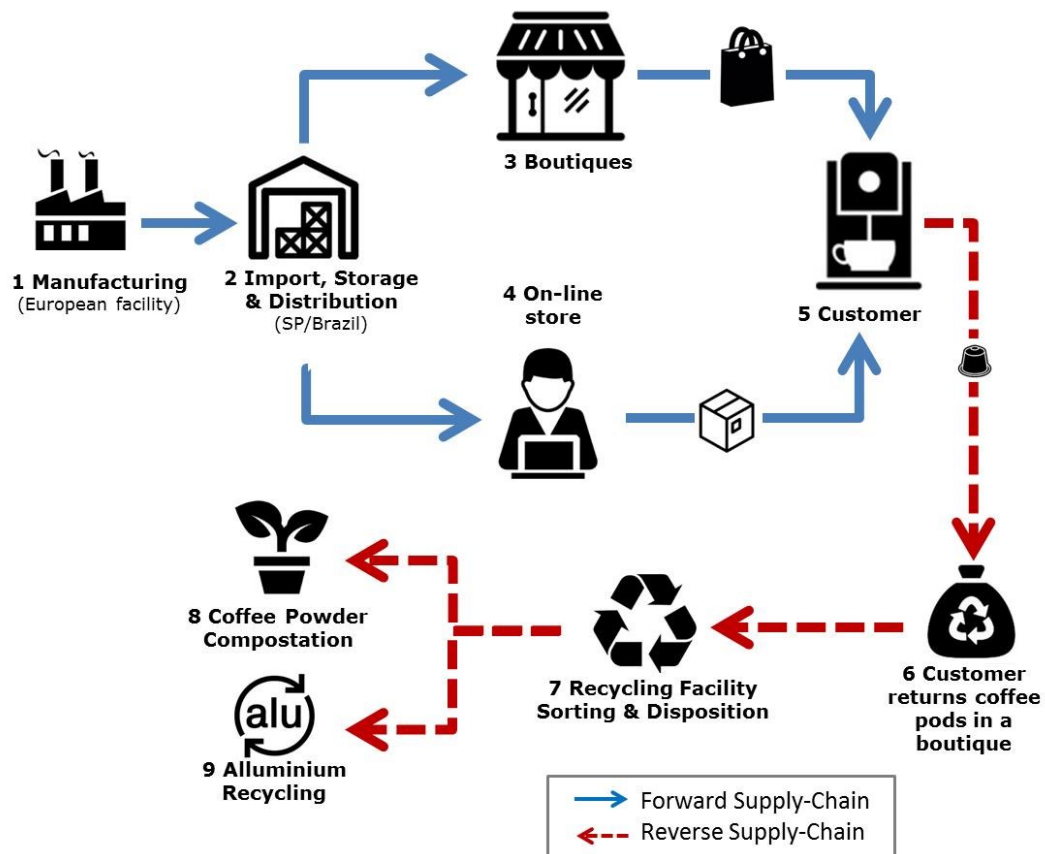 3 Boutiques
1 Manufacturing
(European facility)
2 Import, Storage
& Distribution
(SP/Brazil)
4 On-line
store
5 Customer
6 Customer
returns coffee
pods in a
boutique
7 Recycling Facility
Sorting & Disposition
8 Coffee Powder
Compostation
alu
9 Alluminium
Recycling
Forward Supply-Chain
Reverse Supply-Chain